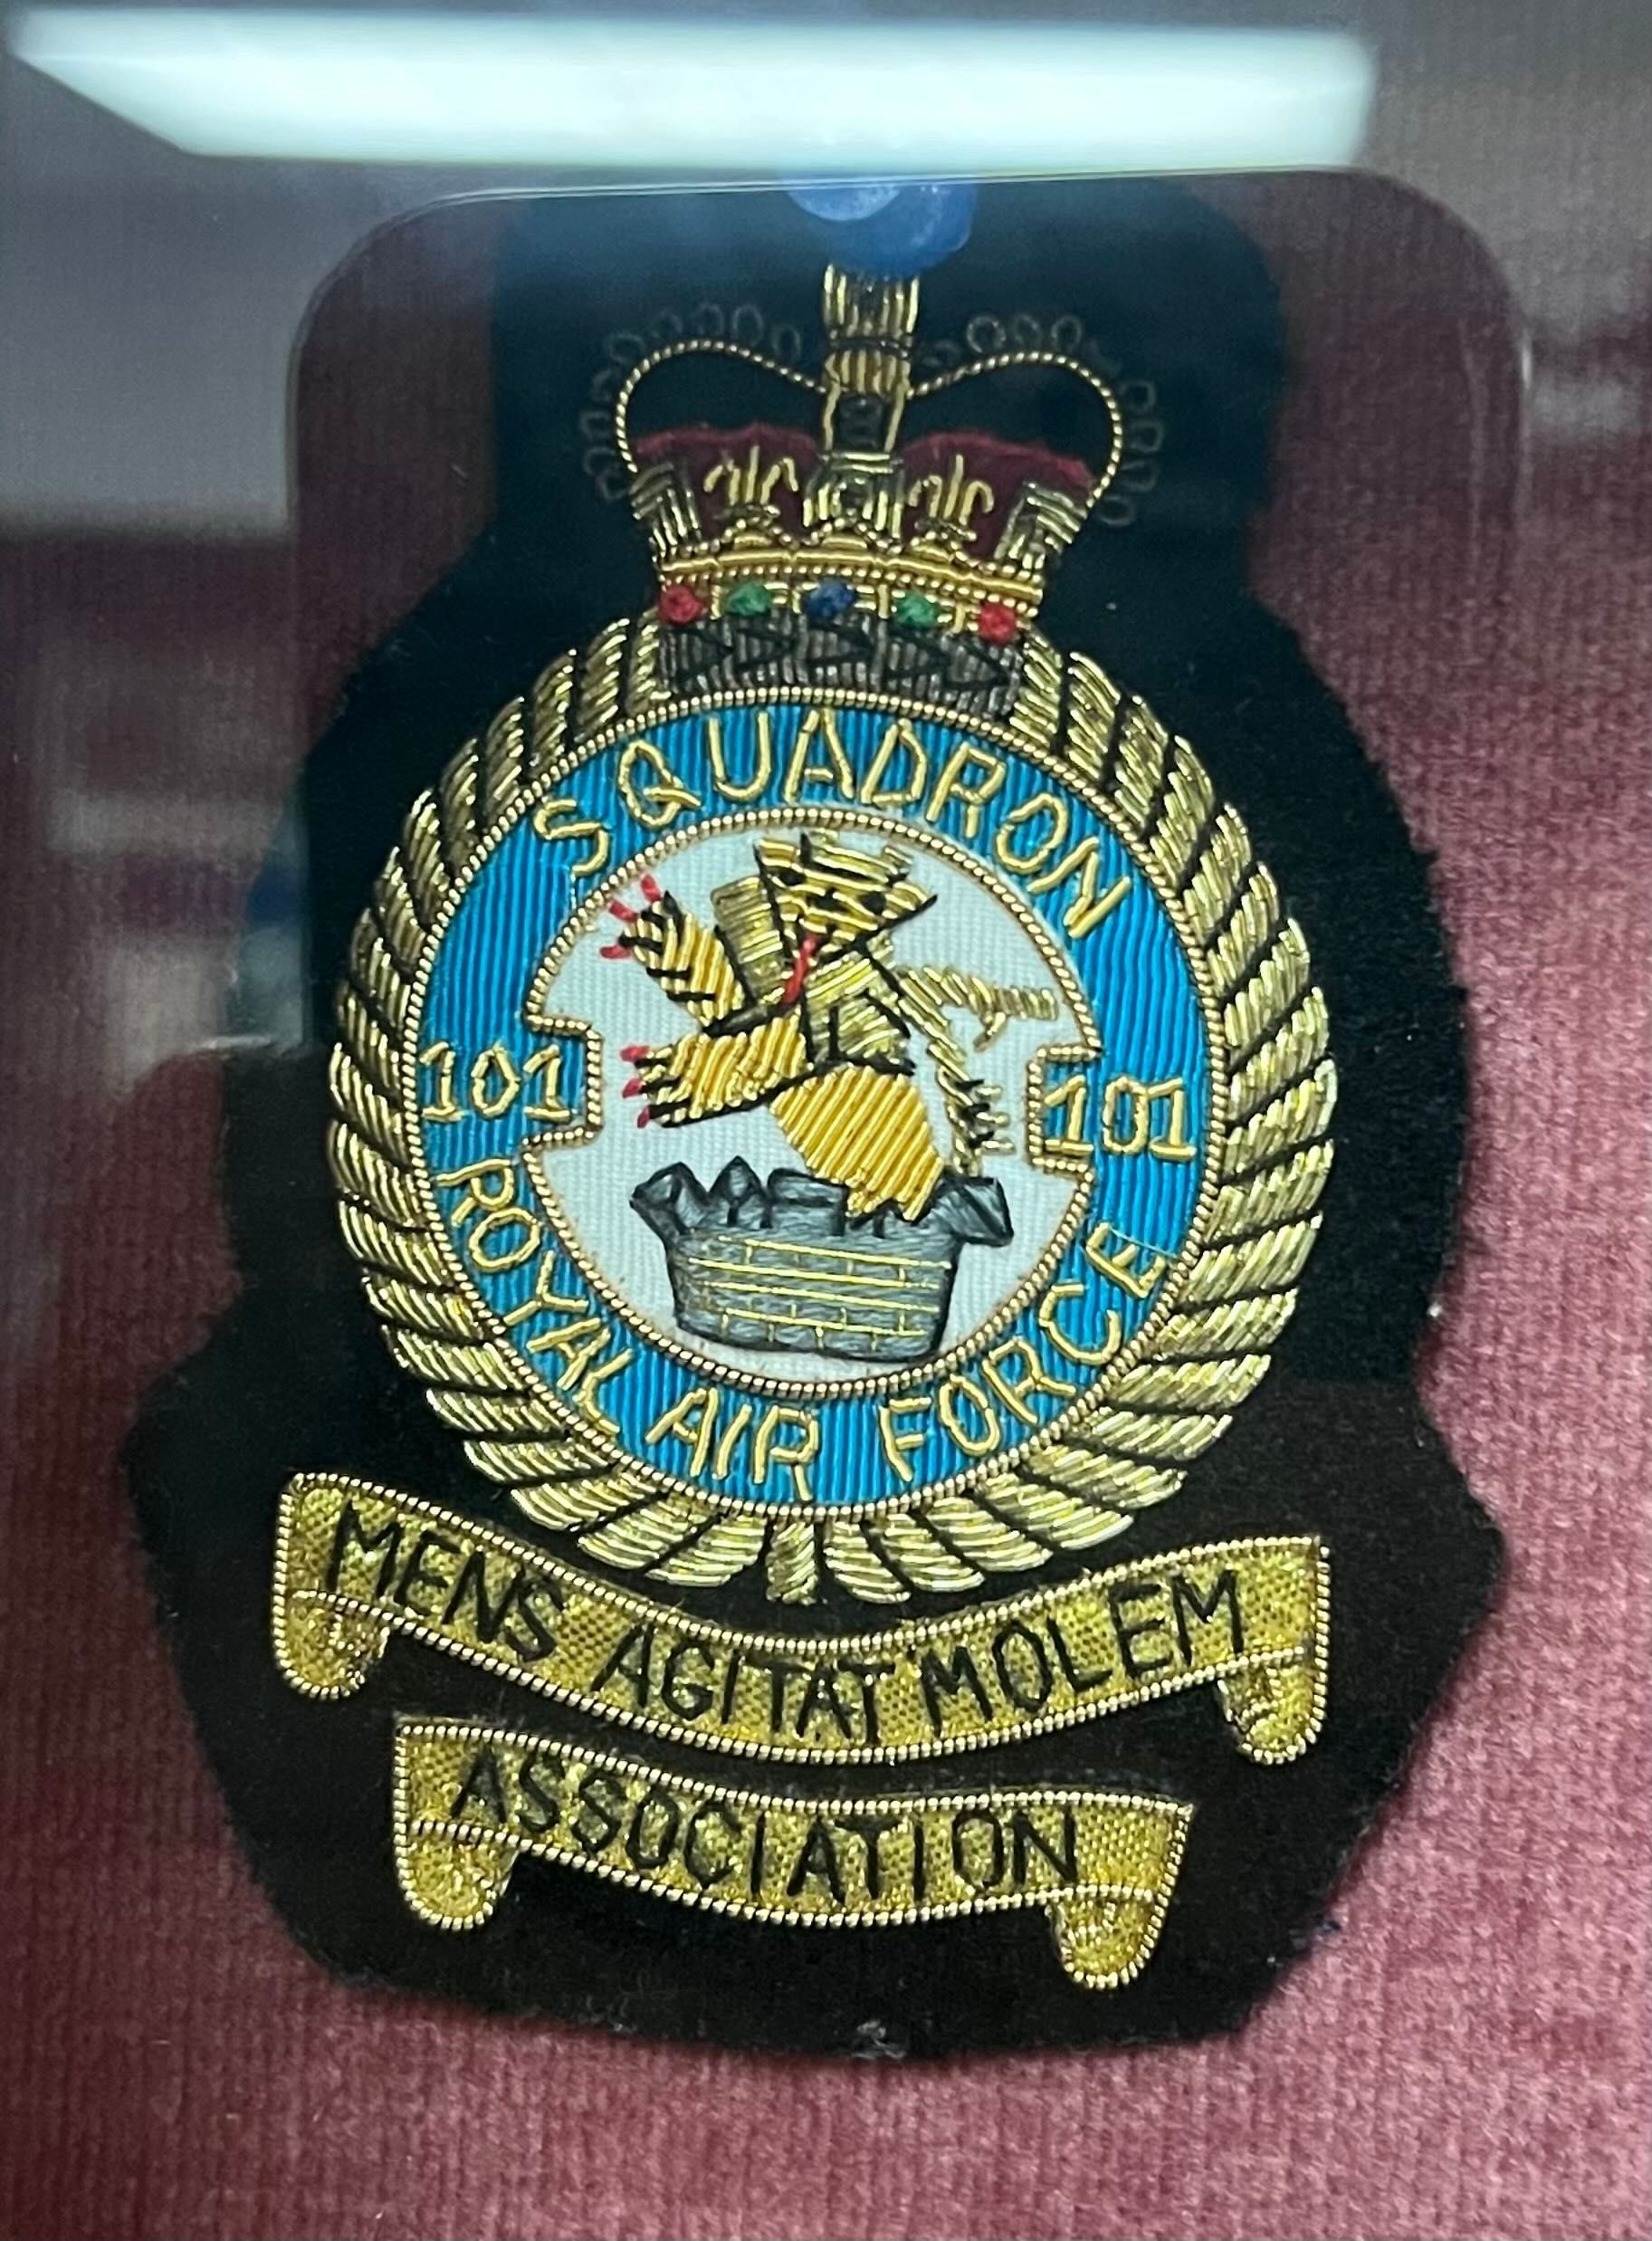 SQUADRON
101 101
ROYAL AIR FORCE
MENS AGITAT MOLEM
ASSOCIATION